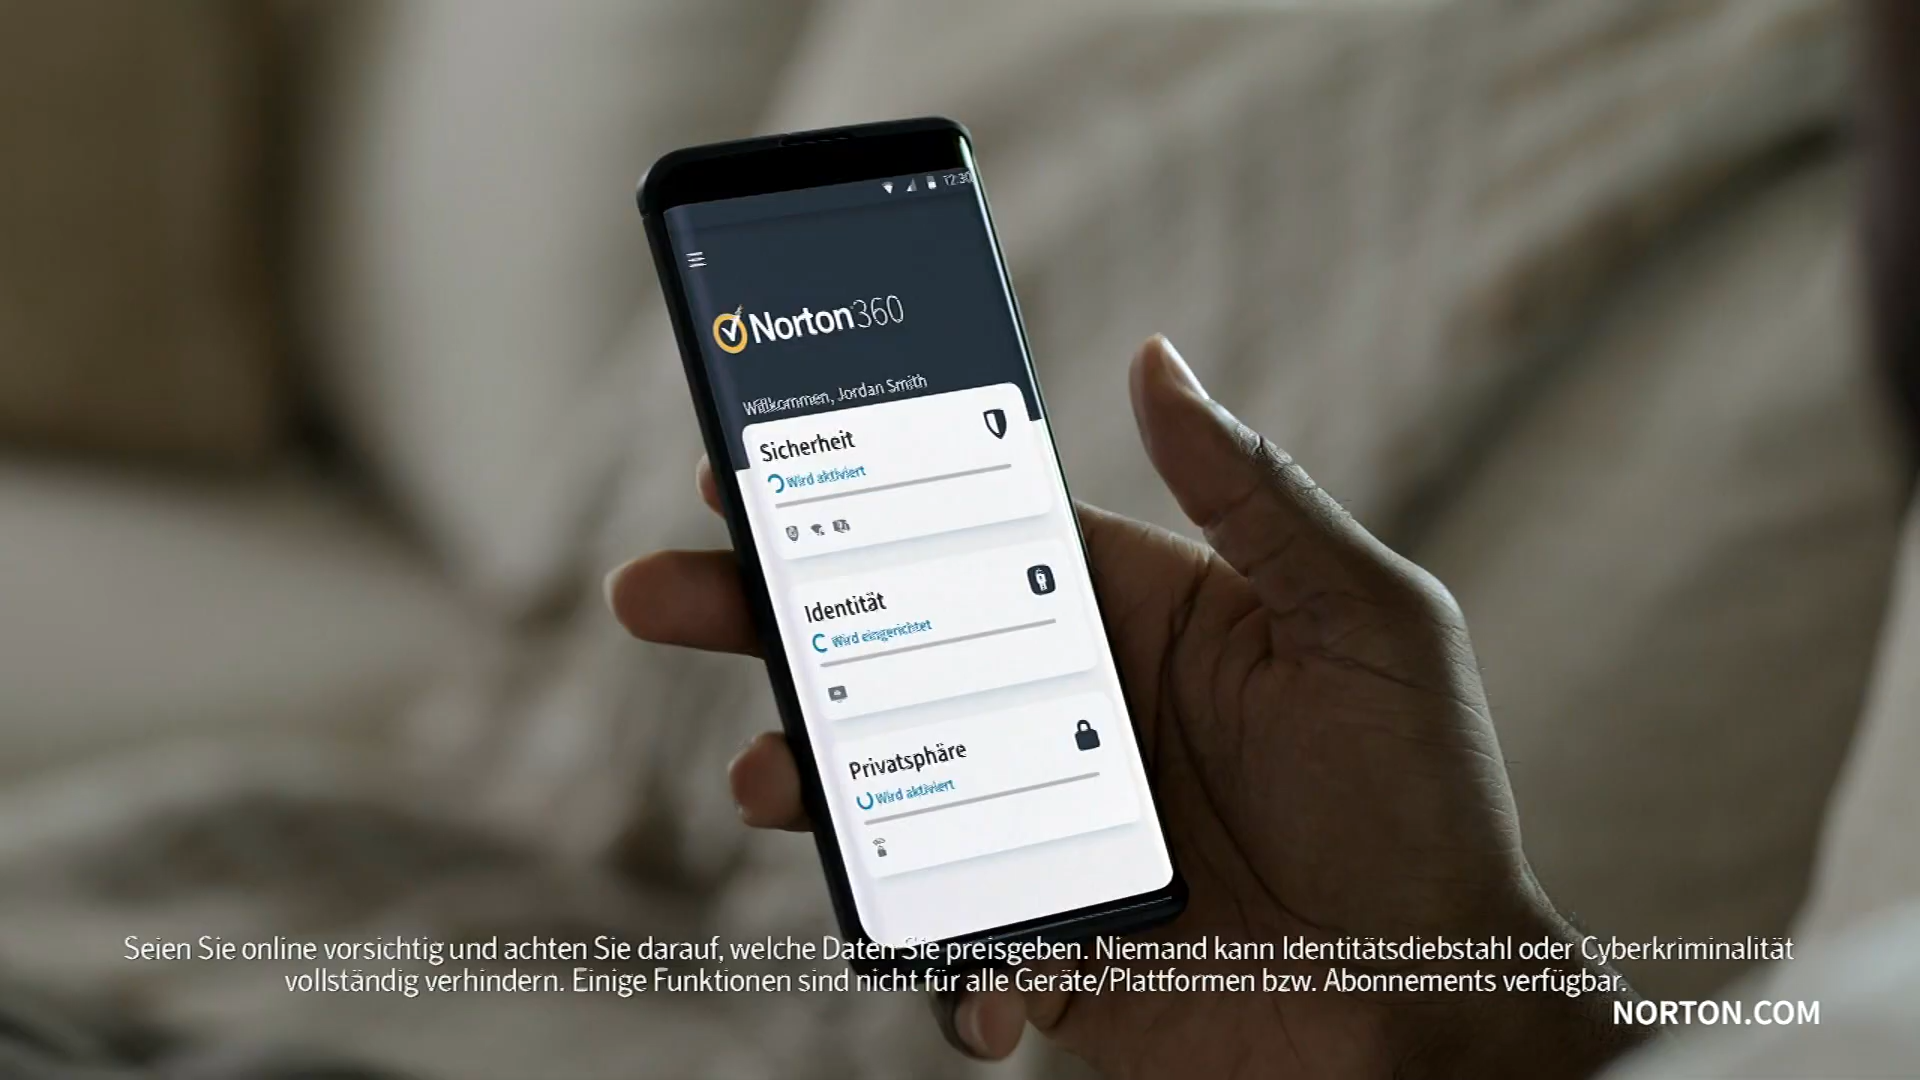 12:30
Norton 360
Willkommen, Jordan Smith
Sicherheit
Wird aktiviert
Identität
Wird eingerichtet
Privatsphäre
Wird aktiviert
Seien Sie online vorsichtig und achten Sie darauf, welche Daten Sie preisgeben. Niemand kann Identitätsdiebstahl oder Cyberkriminalität
vollständig verhindern. Einige Funktionen sind nicht für alle Geräte/Plattformen bzw. Abonnements verfügbar.
NORTON.COM